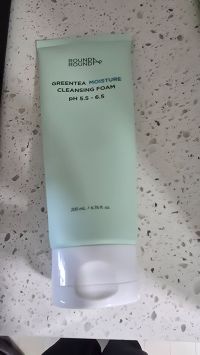 ROUND
ROUND
GREENTEA MOISTURE
CLEANSING FOAM
PH 5.5 - 6.5
200 mL / 6.76 fl. oz.